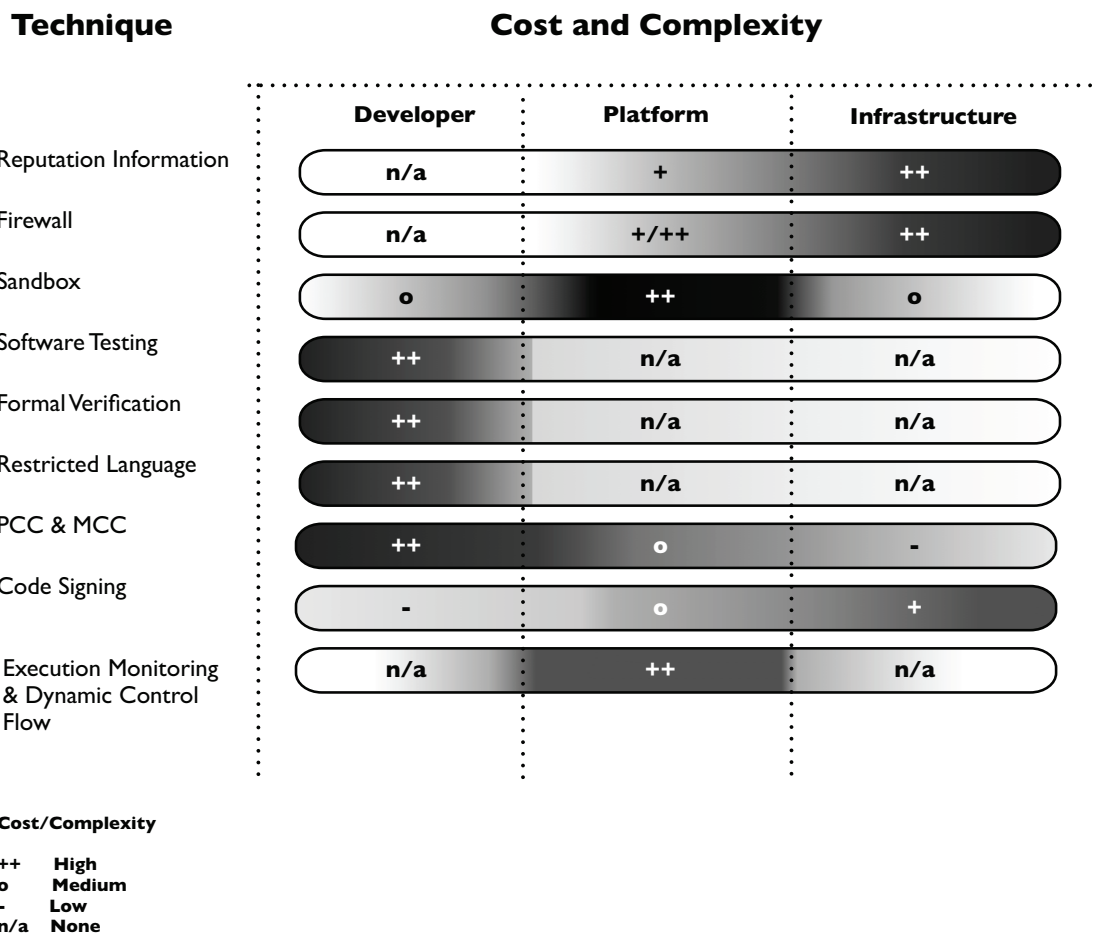 Technique Cost and Complexity
Developer Platform Infrastructure
Reputation Information n/a + ++
Firewall n/a +/++ ++
Sandbox o ++ o
Software Testing ++ n/a n/a
Formal Verification ++ n/a n/a
Restricted Language ++ n/a n/a
PCC & MCC ++ o -
Code Signing - o +
Execution Monitoring n/a ++ n/a
& Dynamic Control
Flow
Cost/Complexity
++ High
o Medium
- Low
n/a None